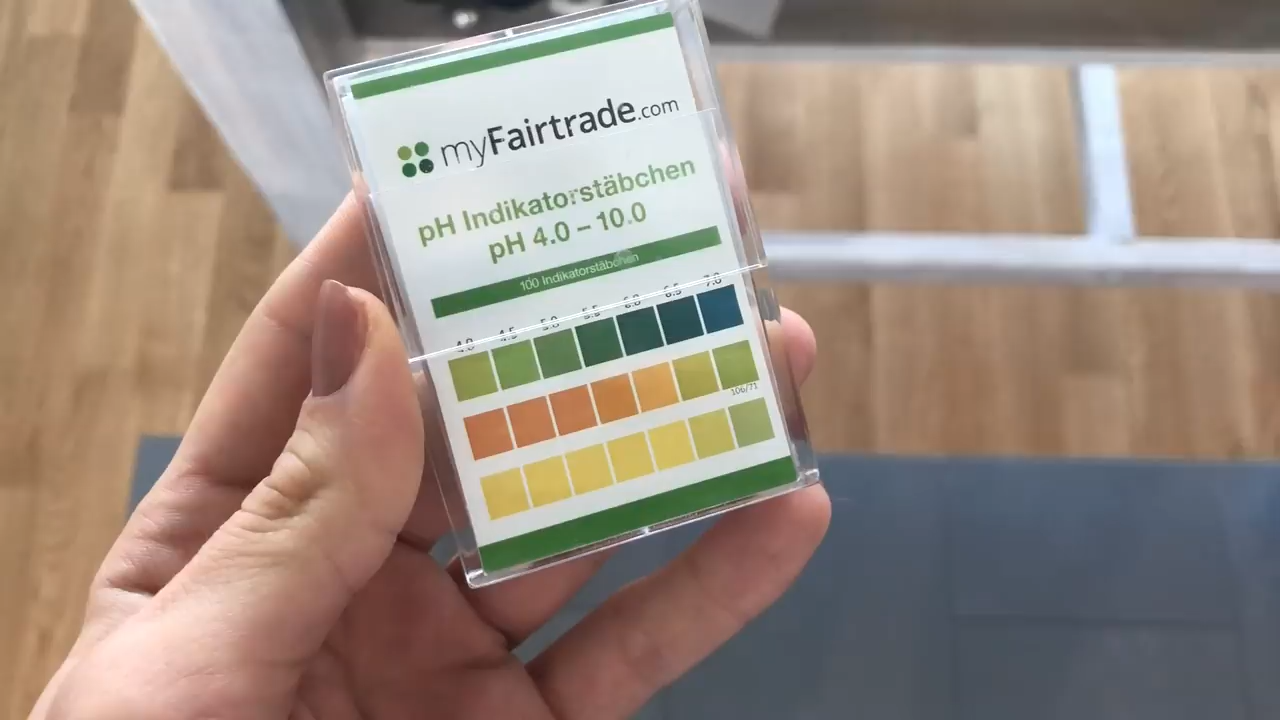 myFairtrade.com
pH Indikatorstäbchen
pH 4.0 – 10.0
100 Indikatorstäbchen
4.0 4.5 5.0 5.5 6.0 6.5 7.0
106/71